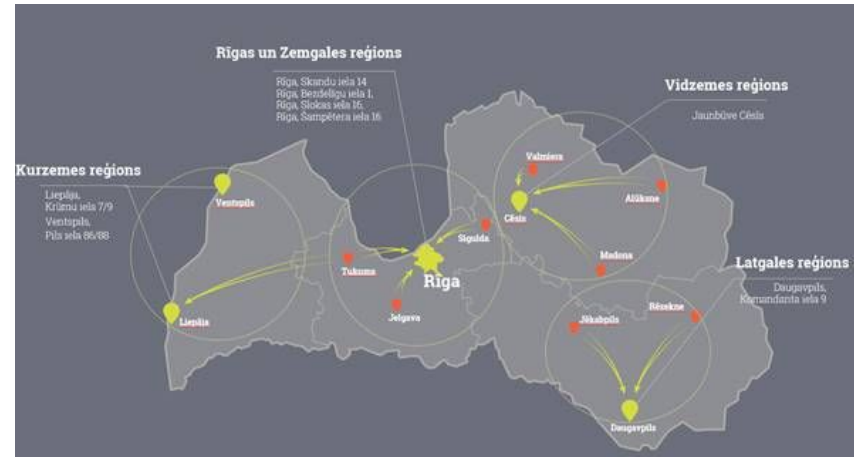 Rīgas un Zemgales reģions
Rīga, Skandu iela 14
Rīga, Bezdelīgu iela 1,
Rīga, Slokas iela 16,
Rīga, Šampētera iela 16
Vidzemes reģions
Jaunbūve Cēsis
Kurzemes reģions
Liepāja,
Krūmu iela 7/9
Ventspils,
Pils iela 86/88
Latgales reģions
Daugavpils,
Komandanta iela 9
Valmiera
Ventspils
Alūksne
Cēsis
Sigulda
Madona
Tukums
Rīga
Jelgava
Liepāja
Jēkabpils
Rēzekne
Daugavpils